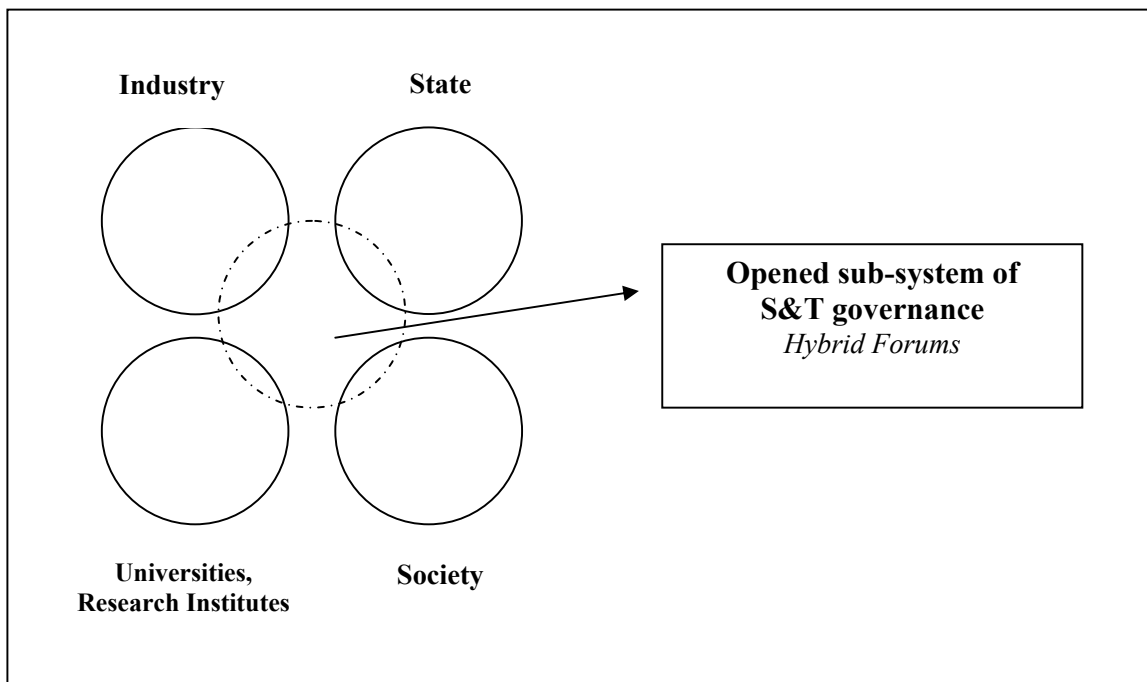 Industry
State
Opened sub-system of
S&T governance
Hybrid Forums
Universities,
Research Institutes
Society